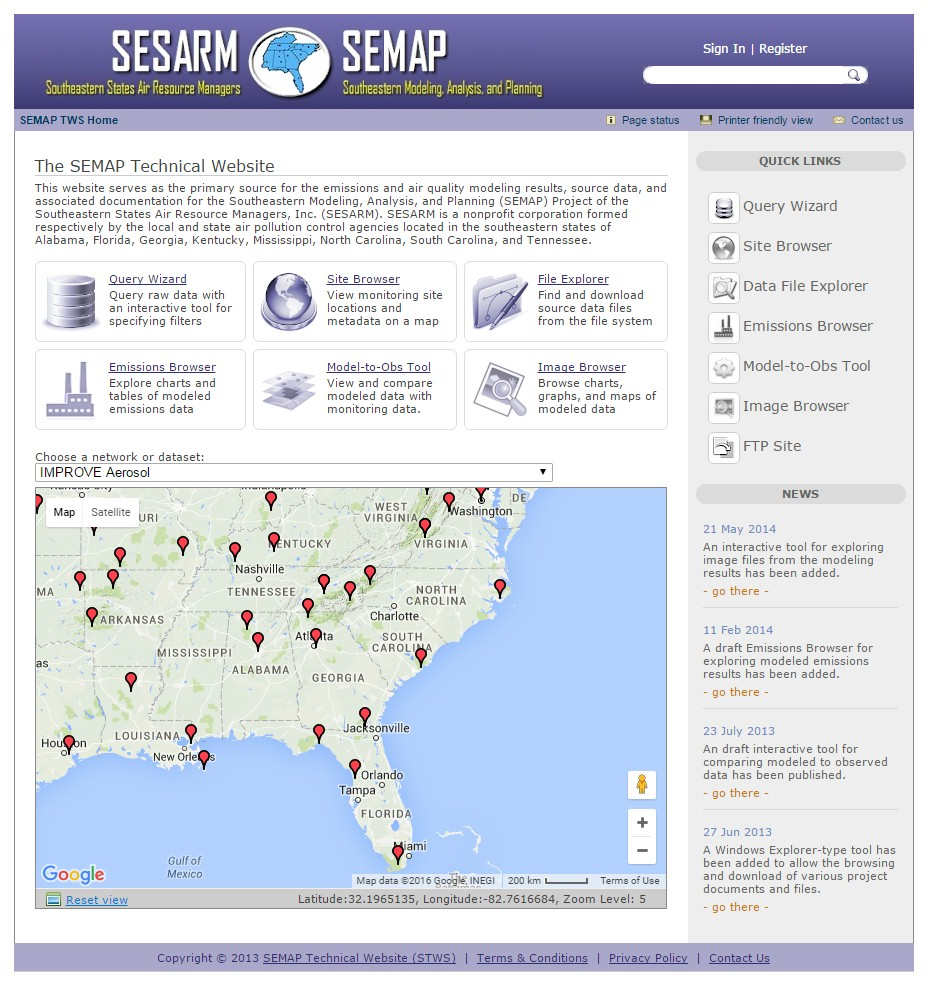 SESARM SEMAP
Southeastern States Air Resource Managers Southeastern Modeling, Analysis, and Planning
Sign In | Register
SEMAP TWS Home
Page status Printer friendly view Contact us
The SEMAP Technical Website
This website serves as the primary source for the emissions and air quality modeling results, source data, and
associated documentation for the Southeastern Modeling, Analysis, and Planning (SEMAP) Project of the
Southeastern States Air Resource Managers, Inc. (SESARM). SESARM is a nonprofit corporation formed
respectively by the local and state air pollution control agencies located in the southeastern states of
Alabama, Florida, Georgia, Kentucky, Mississippi, North Carolina, South Carolina, and Tennessee.
Query Wizard
Query raw data with
an interactive tool for
specifying filters
Site Browser
View monitoring site
locations and
metadata on a map
File Explorer
Find and download
source data files
from the file system
Emissions Browser
Explore charts and
tables of modeled
emissions data
Model-to-Obs Tool
View and compare
modeled data with
monitoring data.
Image Browser
Browse charts,
graphs, and maps of
modeled data
Choose a network or dataset:
IMPROVE Aerosol
Map Satellite
URI
WEST
VIRGINIA
Washington
DE
VIRGINIA
KENTUCKY
Nashville
TENNESSEE
MA
NORTH
CAROLINA
ARKANSAS
Charlotte
Atlanta
SOUTH
CAROLINA
MISSISSIPPI
as
ALABAMA
GEORGIA
LOUISIANA
Jacksonville
Houston
New Orleans
Orlando
Tampa
FLORIDA
Miami
Gulf of
Mexico
Google
Map data ©2016 Google, INEGI 200 km Terms of Use
Reset view Latitude:32.1965135, Longitude:-82.7616684, Zoom Level: 5
QUICK LINKS
Query Wizard
Site Browser
Data File Explorer
Emissions Browser
Model-to-Obs Tool
Image Browser
FTP Site
NEWS
21 May 2014
An interactive tool for exploring
image files from the modeling
results has been added.
- go there -
11 Feb 2014
A draft Emissions Browser for
exploring modeled emissions
results has been added.
- go there -
23 July 2013
An draft interactive tool for
comparing modeled to observed
data has been published.
- go there -
27 Jun 2013
A Windows Explorer-type tool has
been added to allow the browsing
and download of various project
documents and files.
- go there -
Copyright © 2013 SEMAP Technical Website (STWS) | Terms & Conditions | Privacy Policy | Contact Us